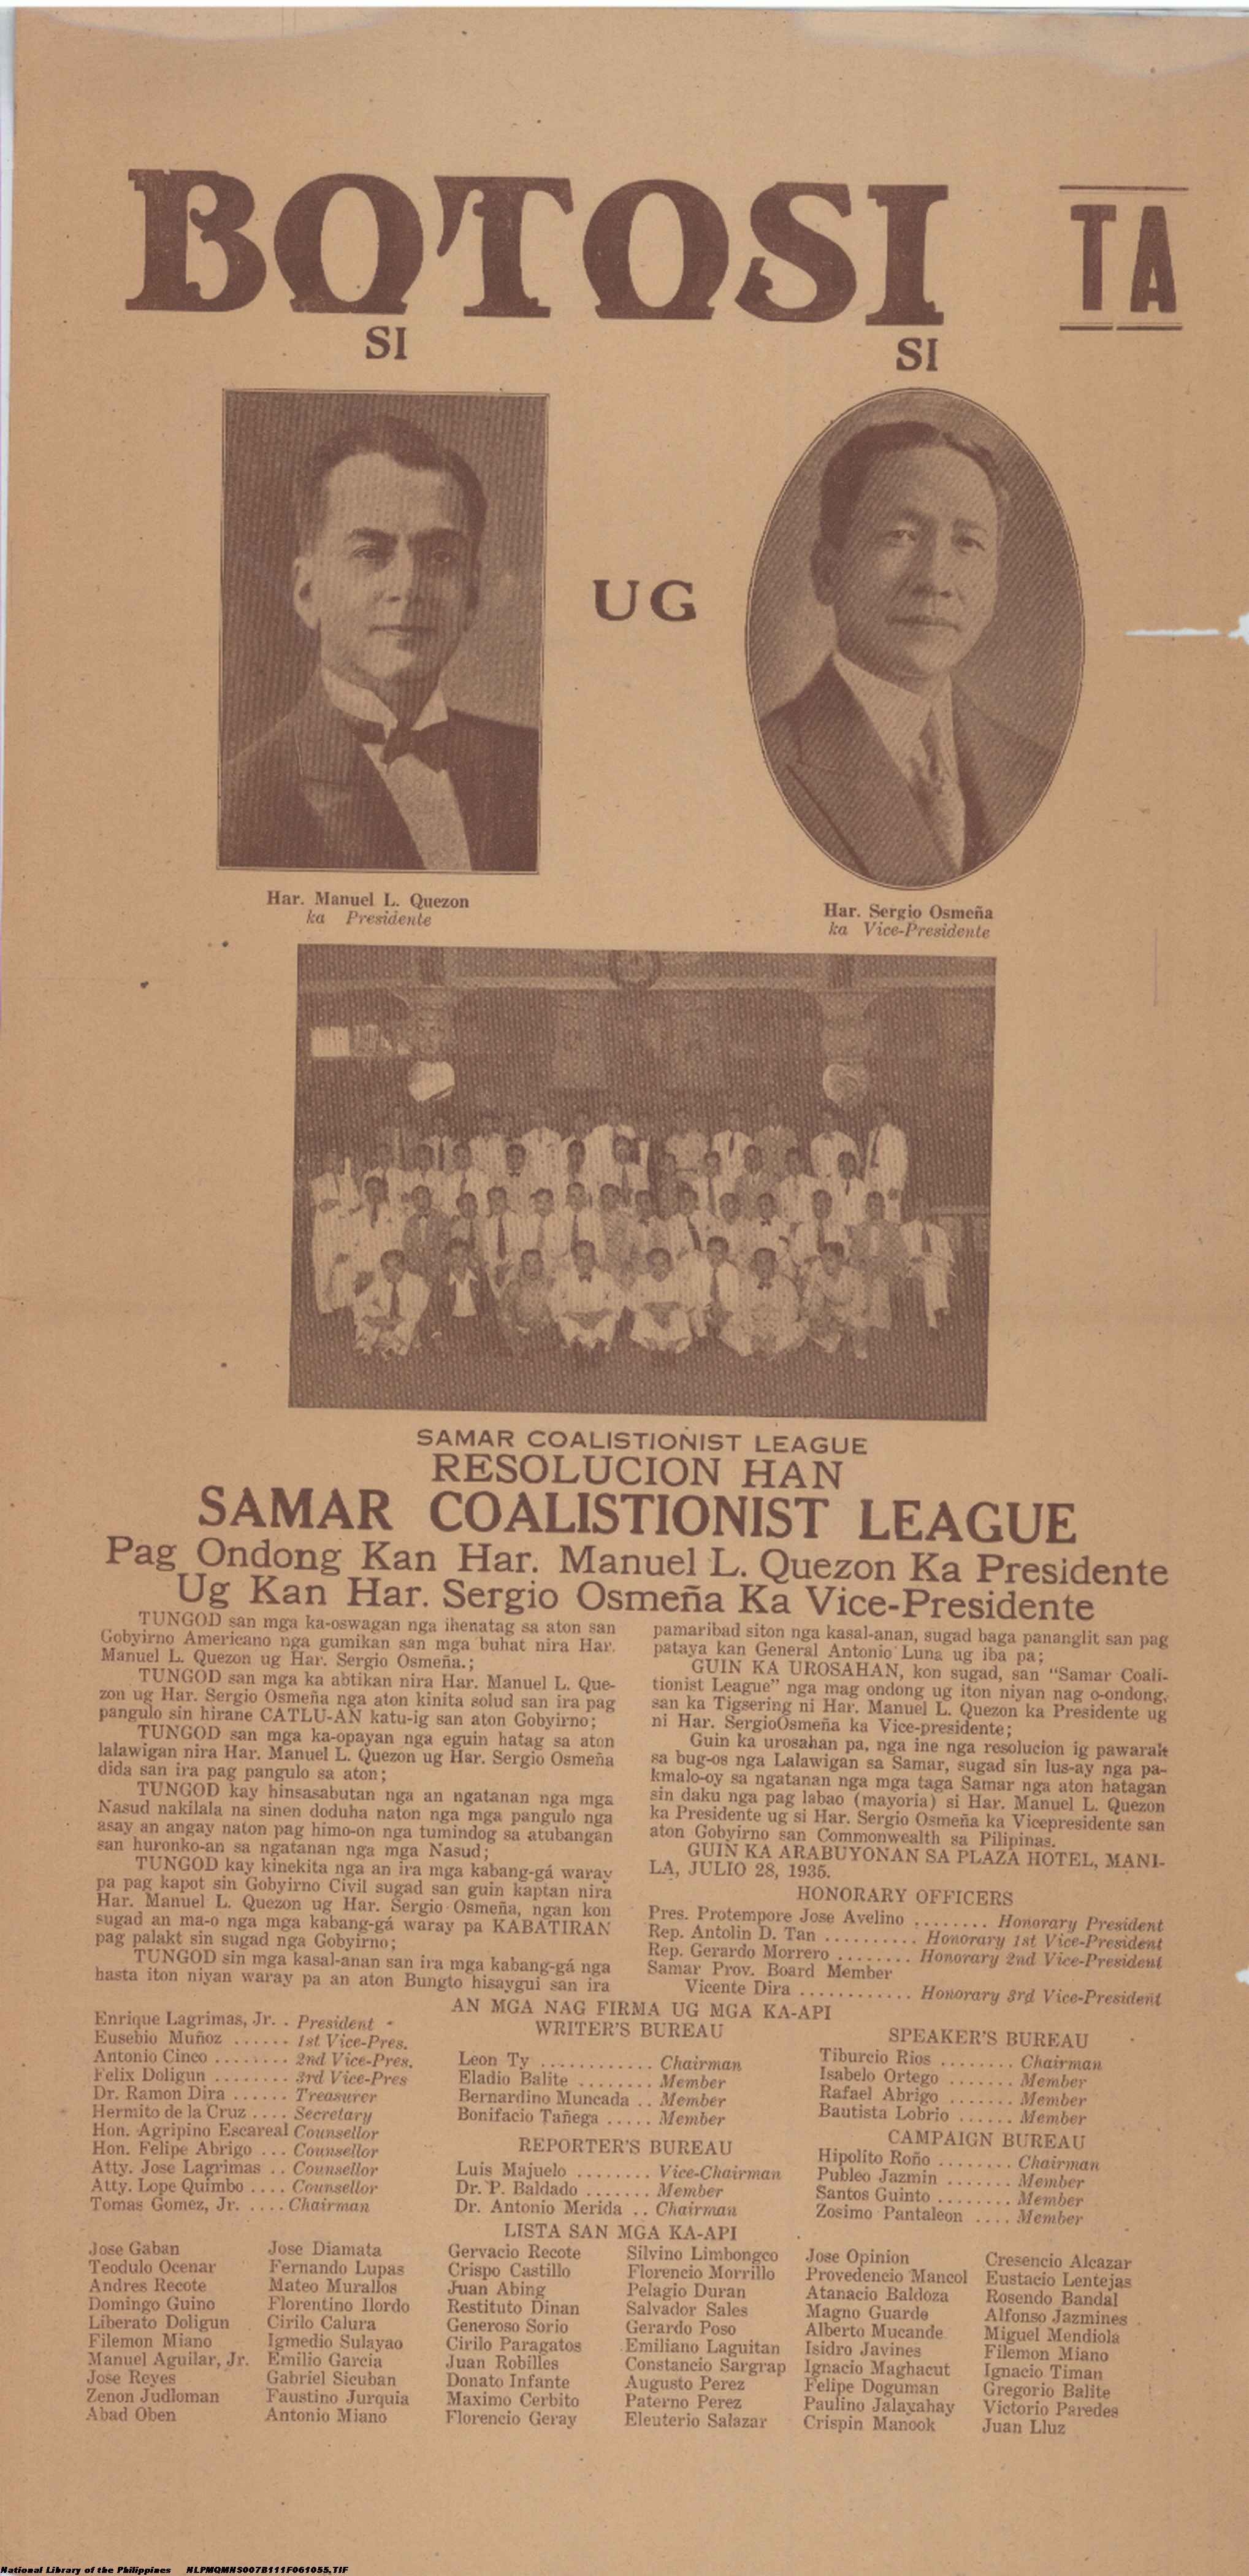 BOTOSI TA
SI
SI
UG
Har. Manuel L. Quezon
ka Presidente
Har. Sergio Osmeña
ka Vice-Presidente
SAMAR COALISTIONIST LEAGUE
RESOLUCION HAN
SAMAR COALISTIONIST LEAGUE
Pag Ondong Kan Har. Manuel L. Quezon Ka Presidente
Ug Kan Har. Sergio Osmeña Ka Vice-Presidente
TUNGOD san mga ka-oswagan nga ihenatag sa aton san
Gobyirno Americano nga gumikan san mga buhat nira Har.
Manuel L. Quezon ug Har. Sergio Osmeña.;
TUNGOD san mga ka abtikan nira Har. Manuel L. Que-
zon ug Har. Sergio Osmeña nga aton kinita solud san ira pag
pangulo sin hirane CATLU-AN katu-ig san aton Gobyirno;
TUNGOD san mga ka-opayan nga eguin hatag sa aton
lalawigan nira Har. Manuel L. Quezon ug Har. Sergio Osmeña
dida san ira pag pangulo sa aton;
TUNGOD kay hinsasabutan nga an ngatanan nga mga
Nasud nakilala na sinen doduha naton nga mga pangulo nga
asay an angay naton pag himo-on nga tumindog sa atubangan
san huronko-an sa ngatanan nga mga Nasud;
TUNGOD kay kinekita nga an ira mga kabang-gá waray
pa pag kapot sin Gobyirno Civil sugad san guin kaptan nira
Har. Manuel L. Quezon ug Har. Sergio Osmeña, ngan kon
sugad an ma-o nga mga kabang-gá waray pa KABATIRAN
pag palakt sin sugad nga Gobyirno;
TUNGOD sin mga kasal-anan san ira mga kabang-gá nga
hasta iton niyan waray pa an aton Bungto hisaygui san ira
pamaribad siton nga kasal-anan, sugad baga pananglit san pag
pataya kan General Antonio Luna ug iba pa;
GUIN KA UROSAHAN, kon sugad, san "Samar Coali-
tionist League" nga mag ondong ug iton niyan nag o-ondong,
san ka Tigsering ni Har. Manuel L. Quezon ka Presidente ug
ni Har. SergioOsmeña ka Vice-presidente;
Guin ka urosahan pa, nga ine nga resolucion ig pawarak
sa bug-os nga Lalawigan sa Samar, sugad sin lus-ay nga pa-
kmalo-oy sa ngatanan nga mga taga Samar nga aton hatagan
sin daku nga pag labao (mayoria) si Har. Manuel L. Quezon
ka Presidente ug si Har. Sergio Osmeña ka Vicepresidente san
aton Gobyirno san Commonwealth sa Pilipinas.
GUIN KA ARABUYONAN SA PLAZA HOTEL, MANI-
LA, JULIO 28, 1935.
HONORARY OFFICERS
Pres. Protempore Jose Avelino ........ Honorary President
Rep. Antolin D. Tan .......... Honorary 1st Vice-President
Rep. Gerardo Morrero ........ Honorary 2nd Vice-President
Samar Prov. Board Member
Vicente Dira ............ Honorary 3rd Vice-President
AN MGA NAG FIRMA UG MGA KA-API
Enrique Lagrimas, Jr. . President
Eusebio Muñoz ...... 1st Vice-Pres.
Antonio Cinco ........ 2nd Vice-Pres.
Felix Doligun ........ 3rd Vice-Pres
Dr. Ramon Dira ...... Treasurer
Hermito de la Cruz .... Secretary
Hon. Agripino Escareal Counsellor
Hon. Felipe Abrigo ... Counsellor
Atty. Jose Lagrimas .. Counsellor
Atty. Lope Quimbo .... Counsellor
Tomas Gomez, Jr. .... Chairman
WRITER'S BUREAU
Leon Ty ............ Chairman
Eladio Balite ........ Member
Bernardino Muncada .. Member
Bonifacio Tañega ..... Member
REPORTER'S BUREAU
Luis Majuelo ........ Vice-Chairman
Dr. P. Baldado ....... Member
Dr. Antonio Merida .. Chairman
SPEAKER'S BUREAU
Tiburcio Rios ........ Chairman
Isabelo Ortego ....... Member
Rafael Abrigo ........ Member
Bautista Lobrio ...... Member
CAMPAIGN BUREAU
Hipolito Roño ........ Chairman
Publeo Jazmin ....... Member
Santos Guinto ........ Member
Zosimo Pantaleon .... Member
LISTA SAN MGA KA-API
Jose Gaban
Teodulo Ocenar
Andres Recote
Domingo Guino
Liberato Doligun
Filemon Miano
Manuel Aguilar, Jr.
Jose Reyes
Zenon Judloman
Abad Oben
Jose Diamata
Fernando Lupas
Mateo Murallos
Florentino Ilordo
Cirilo Calura
Igmedio Sulayao
Emilio Garcia
Gabriel Sicuban
Faustino Jurquia
Antonio Miano
Gervacio Recote
Crispo Castillo
Juan Abing
Restituto Dinan
Generoso Sorio
Cirilo Paragatos
Juan Robilles
Donato Infante
Maximo Cerbito
Florencio Geray
Silvino Limbongco
Florencio Morrillo
Pelagio Duran
Salvador Sales
Gerardo Poso
Emiliano Laguitan
Constancio Sargrap
Augusto Perez
Paterno Perez
Eleuterio Salazar
Jose Opinion
Provedencio Mancol
Atanacio Baldoza
Magno Guarde
Alberto Mucande
Isidro Javines
Ignacio Maghacut
Felipe Doguman
Paulino Jalayahay
Crispin Manook
Cresencio Alcazar
Eustacio Lentejas
Rosendo Bandal
Alfonso Jazmines
Miguel Mendiola
Filemon Miano
Ignacio Timan
Gregorio Balite
Victorio Paredes
Juan Lluz
National Library of the Philippines NLPMQMNS007B111F061055.TIF